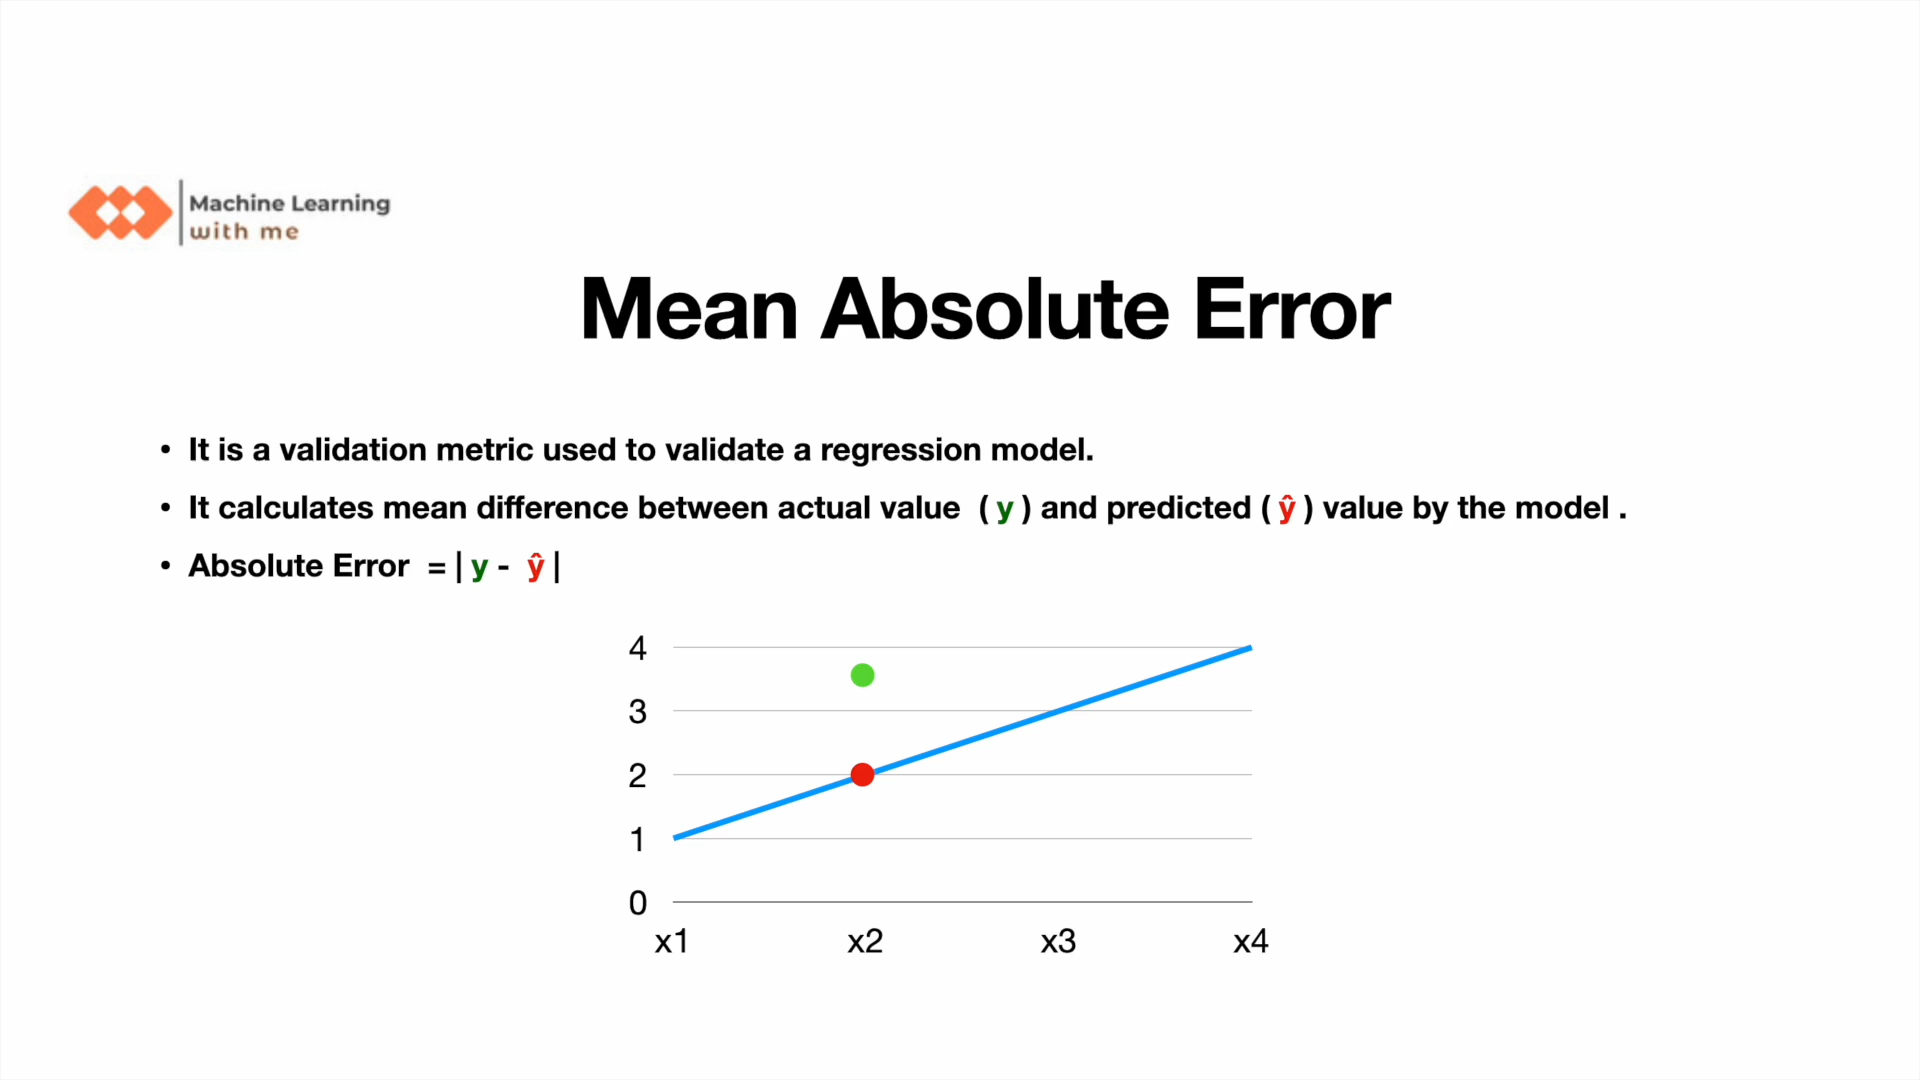 Machine Learning
with me
Mean Absolute Error
• It is a validation metric used to validate a regression model.
• It calculates mean difference between actual value ( y ) and predicted ( ŷ ) value by the model .
• Absolute Error = | y - ŷ |
4
3
2
1
0
x1 x2 x3 x4